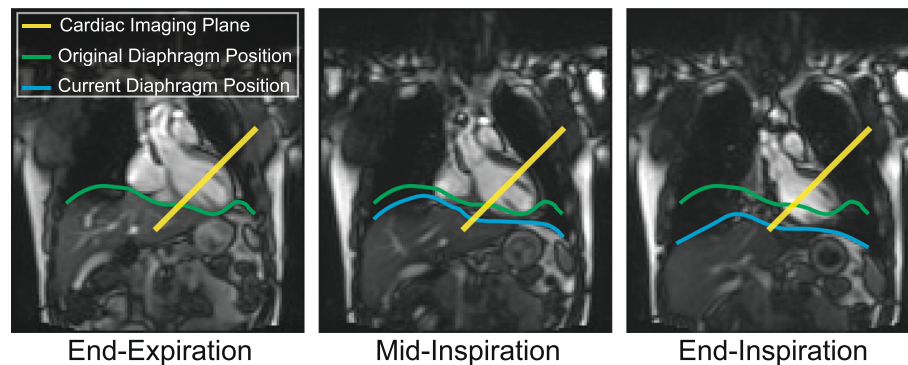 Cardiac Imaging Plane
Original Diaphragm Position
Current Diaphragm Position
End-Expiration
Mid-Inspiration
End-Inspiration